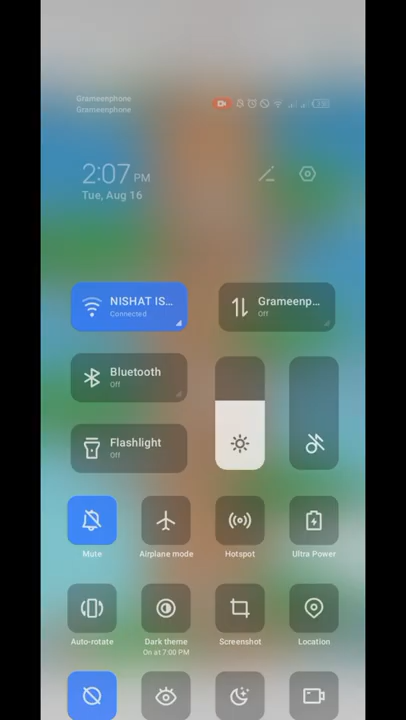 Grameenphone
Grameenphone
2:07 PM
Tue, Aug 16
NISHAT IS...
Connected
Grameenp...
Off
Bluetooth
Off
Flashlight
Off
Mute
Airplane mode
Hotspot
Ultra Power
Auto-rotate
Dark theme
On at 7:00 PM
Screenshot
Location